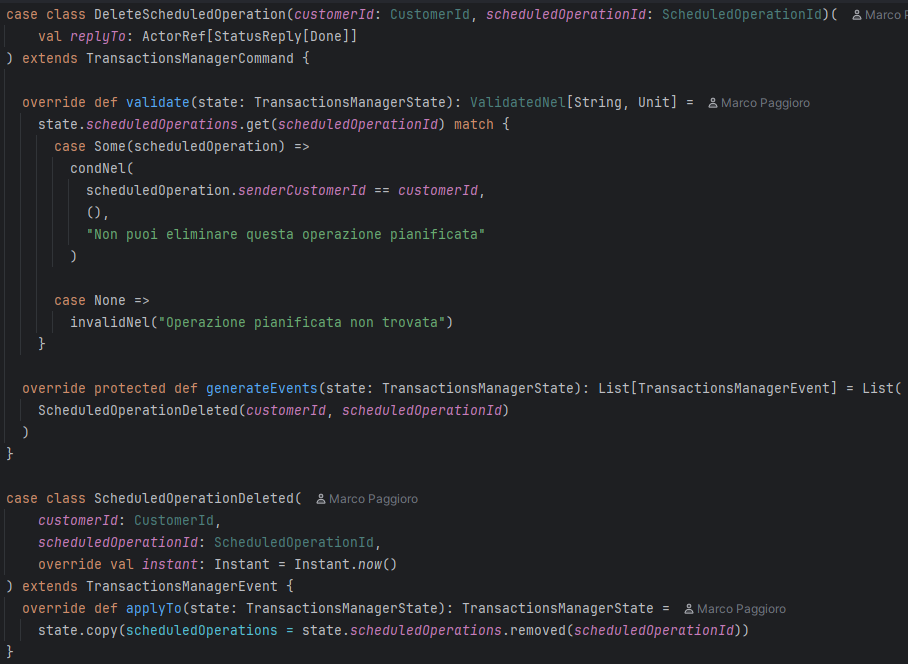 case class DeleteScheduledOperation(customerId: CustomerId, scheduledOperationId: ScheduledOperationId)( Marco
    val replyTo: ActorRef[StatusReply[Done]]
) extends TransactionsManagerCommand {
  override def validate(state: TransactionsManagerState): ValidatedNel[String, Unit] = Marco Paggioro
    state.scheduledOperations.get(scheduledOperationId) match {
      case Some(scheduledOperation) =>
        condNel(
          scheduledOperation.senderCustomerId == customerId,
          (),
          "Non puoi eliminare questa operazione pianificata"
        )
      case None =>
        invalidNel("Operazione pianificata non trovata")
    }
  override protected def generateEvents(state: TransactionsManagerState): List[TransactionsManagerEvent] = List(
    ScheduledOperationDeleted(customerId, scheduledOperationId)
  )
}
case class ScheduledOperationDeleted( Marco Paggioro
    customerId: CustomerId,
    scheduledOperationId: ScheduledOperationId,
    override val instant: Instant = Instant.now()
) extends TransactionsManagerEvent {
  override def applyTo(state: TransactionsManagerState): TransactionsManagerState = Marco Paggioro
    state.copy(scheduledOperations = state.scheduledOperations.removed(scheduledOperationId))
}